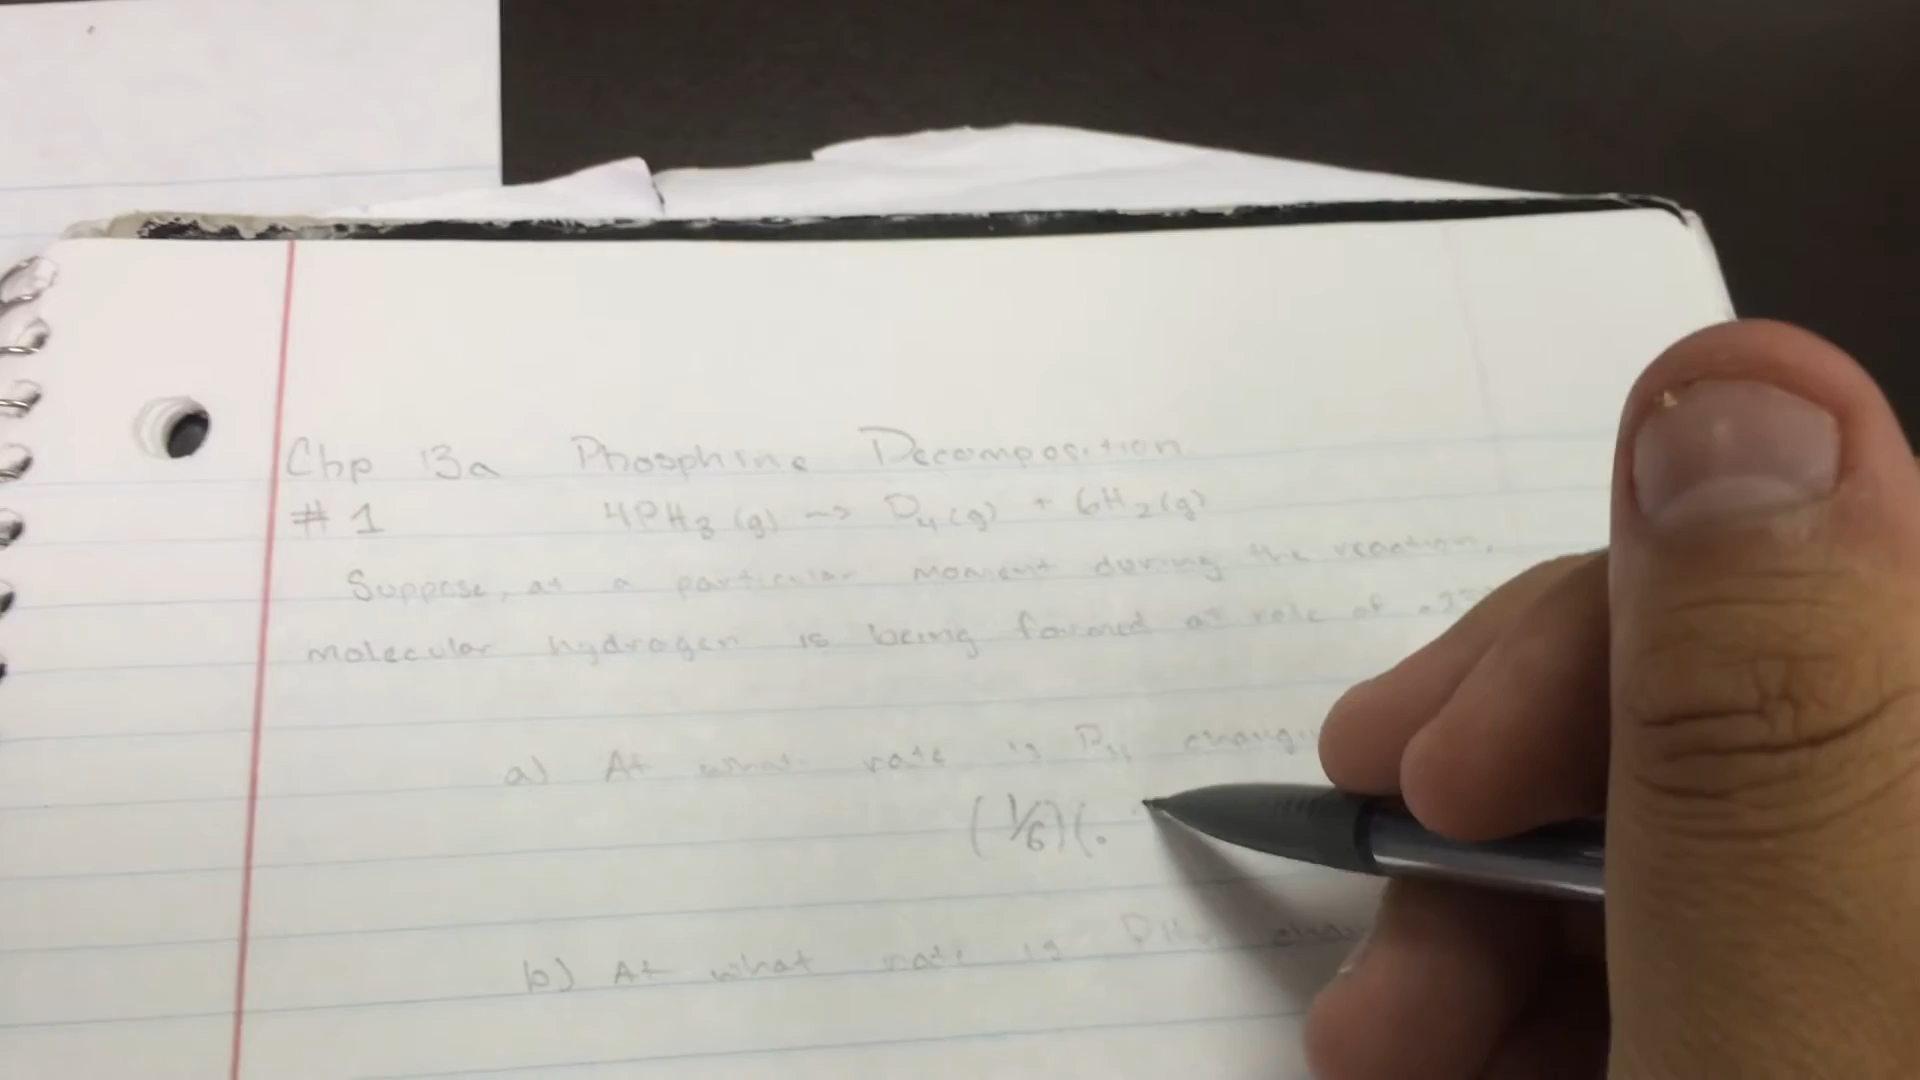 Chp 13a Phosphine Decomposition
#1 4PH3(g) -> P4(g) + 6H2(g)
Suppose, at a particular moment during the reaction,
molecular hydrogen is being formed at rate of
a) At what rate is P4
(1/6)(.
b) At what rate is PH3